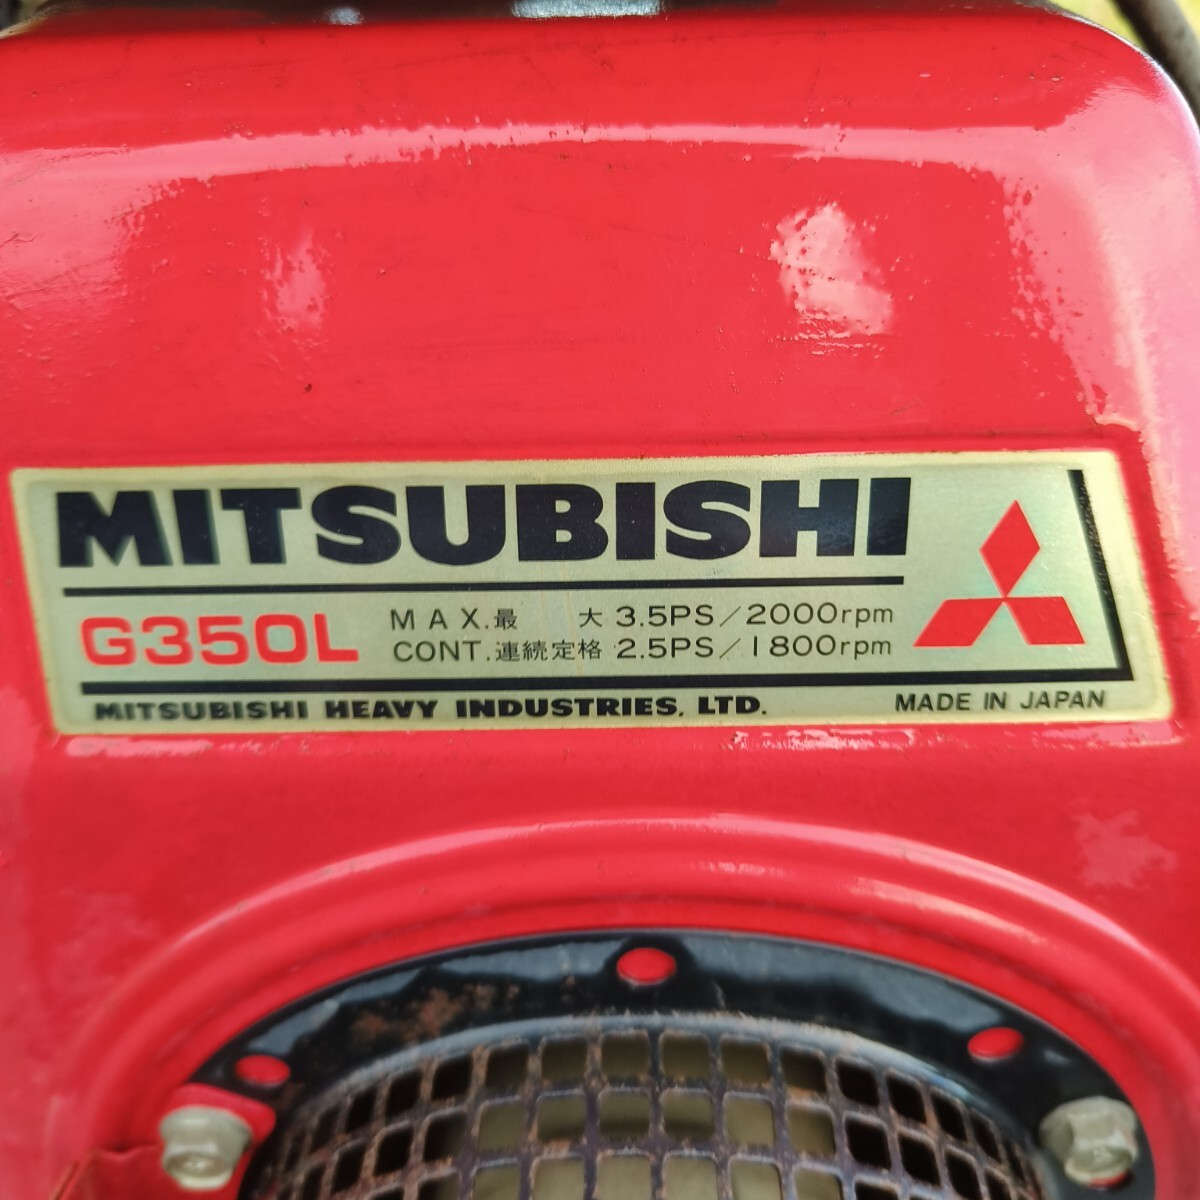 MITSUBISHI
G350L
MAX.最 大 3.5PS/2000rpm
CONT.連続定格 2.5PS/1800rpm
MITSUBISHI HEAVY INDUSTRIES, LTD.
MADE IN JAPAN